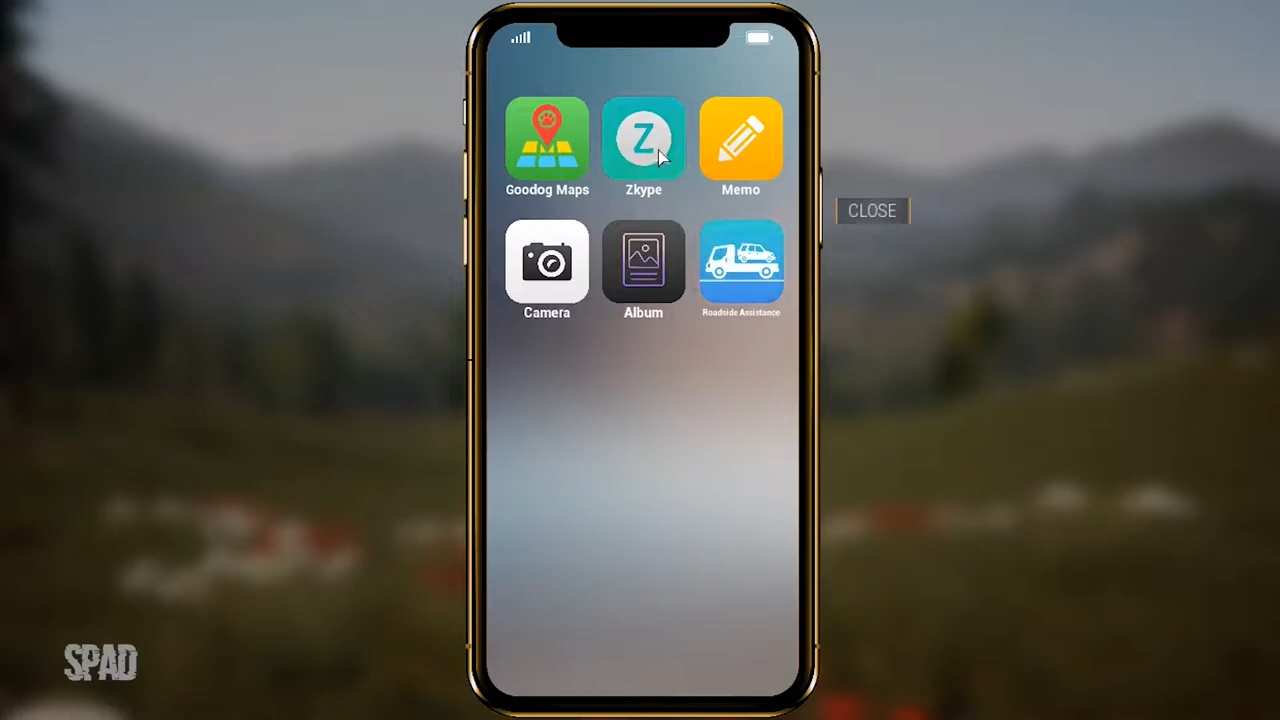 Z
Goodog Maps
Zkype
Memo
CLOSE
Camera
Album
Roadside Assistance
SPAD